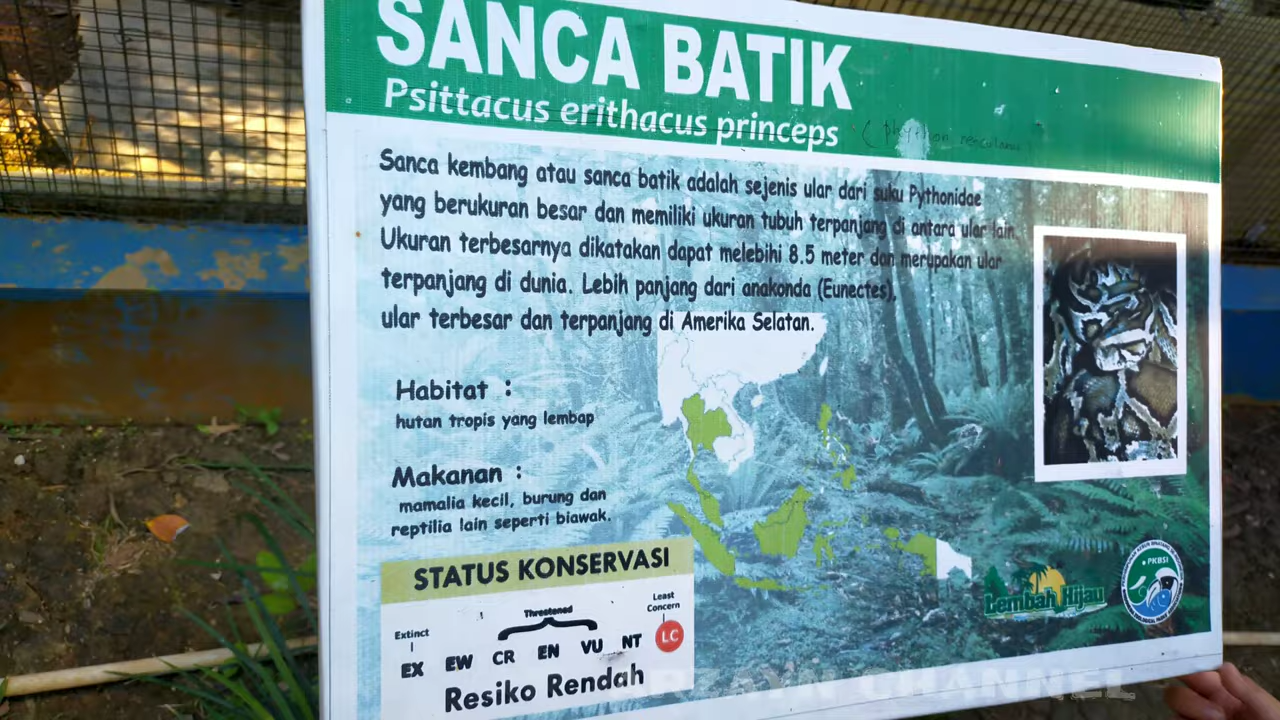 SANCA BATIK
Psittacus erithacus princeps
Sanca kembang atau sanca batik adalah sejenis ular dari suku Pythonidae
yang berukuran besar dan memiliki ukuran tubuh terpanjang di antara ular lain.
Ukuran terbesarnya dikatakan dapat melebihi 8.5 meter dan merupakan ular
terpanjang di dunia. Lebih panjang dari anakonda (Eunectes),
ular terbesar dan terpanjang di Amerika Selatan.
Habitat :
hutan tropis yang lembap
Makanan :
mamalia kecil, burung dan
reptilia lain seperti biawak.
STATUS KONSERVASI
Extinct
Threatened
Least
Concern
EX EW CR EN VU NT LC
Resiko Rendah
Lembah Hijau
PKBSI
CHANNEL